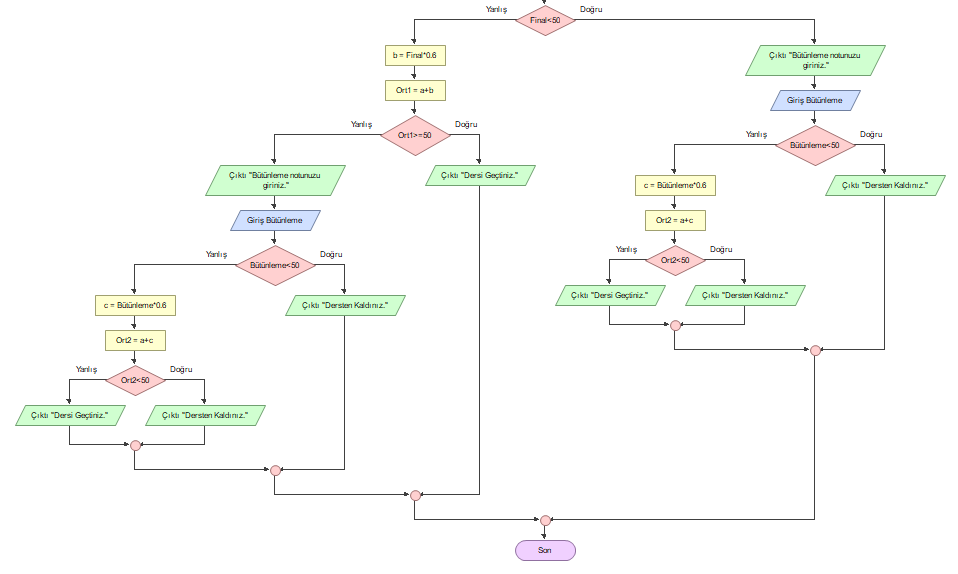 Yanlış
Doğru
Final<50
b = Final*0.6
Ort1 = a+b
Yanlış
Doğru
Ort1>=50
Çıktı "Bütünleme notunuzu
giriniz."
Giriş Bütünleme
Çıktı "Dersi Geçtiniz."
Yanlış
Doğru
Bütünleme<50
c = Bütünleme*0.6
Ort2 = a+c
Çıktı "Dersten Kaldınız."
Yanlış
Doğru
Ort2<50
Çıktı "Dersi Geçtiniz."
Çıktı "Dersten Kaldınız."
Çıktı "Bütünleme notunuzu
giriniz."
Giriş Bütünleme
Yanlış
Doğru
Bütünleme<50
c = Bütünleme*0.6
Ort2 = a+c
Çıktı "Dersten Kaldınız."
Yanlış
Doğru
Ort2<50
Çıktı "Dersi Geçtiniz."
Çıktı "Dersten Kaldınız."
Son